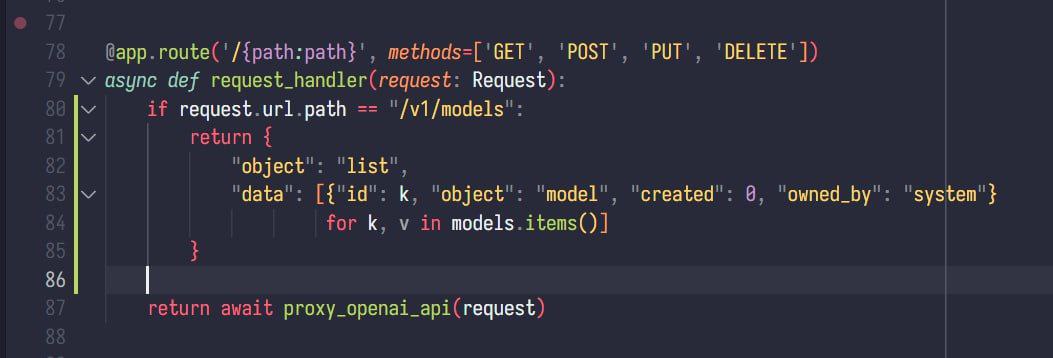 77
78 @app.route('/{path:path}', methods=['GET', 'POST', 'PUT', 'DELETE'])
79 async def request_handler(request: Request):
80     if request.url.path == "/v1/models":
81         return {
82             "object": "list",
83             "data": [{"id": k, "object": "model", "created": 0, "owned_by": "system"}
84                      for k, v in models.items()]
85         }
86
87     return await proxy_openai_api(request)
88